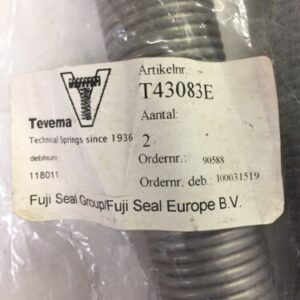 Tevema
Technical Springs since 1936
debitnum:
118011
Artikelnr.
T43083E
Aantal:
2
Ordernr.: 90588
Ordernr. deb.: 100031519
Fuji Seal Group/Fuji Seal Europe B.V.